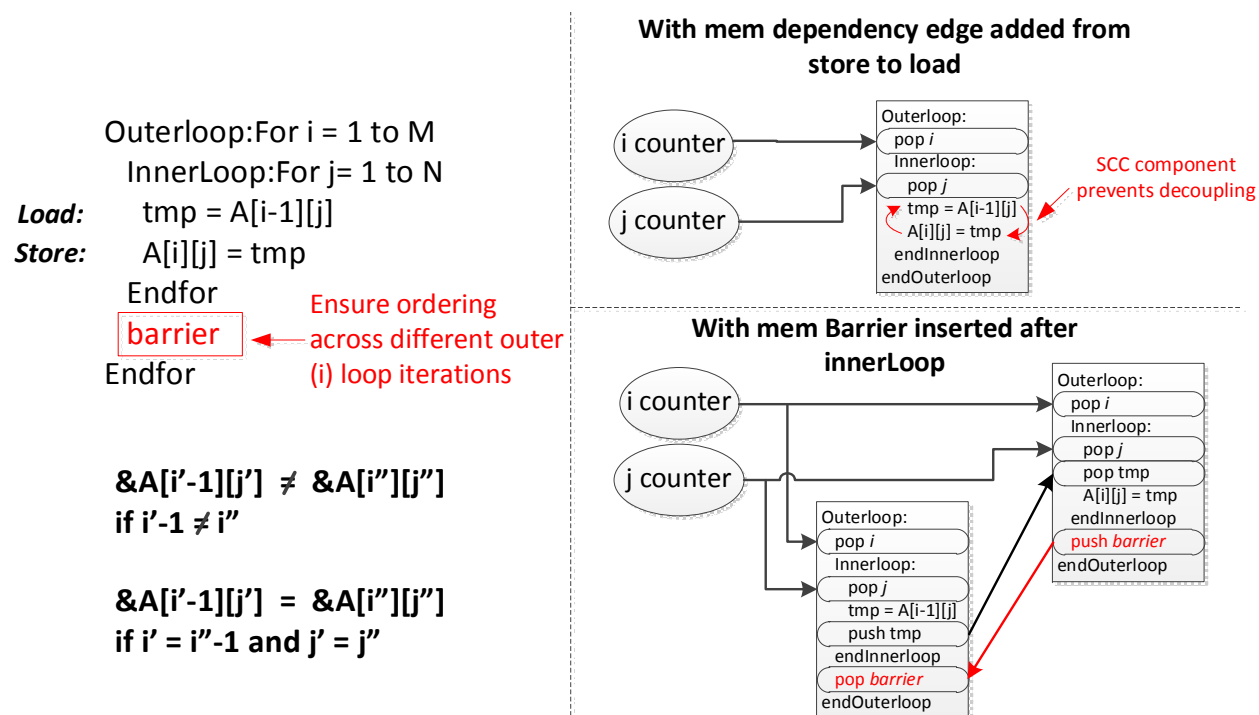 Outerloop:For i = 1 to M
InnerLoop:For j= 1 to N
Load: tmp = A[i-1][j]
Store: A[i][j] = tmp
Endfor
barrier
Endfor
Ensure ordering
across different outer
(i) loop iterations
&A[i'-1][j'] ≠ &A[i”][j”]
if i'-1 ≠ i”
&A[i'-1][j'] = &A[i”][j”]
if i’ = i”-1 and j’ = j”
With mem dependency edge added from
store to load
i counter
j counter
Outerloop:
pop i
Innerloop:
pop j
tmp = A[i-1][j]
A[i][j] = tmp
endInnerloop
endOuterloop
SCC component
prevents decoupling
With mem Barrier inserted after
innerLoop
i counter
j counter
Outerloop:
pop i
Innerloop:
pop j
tmp = A[i-1][j]
push tmp
endInnerloop
pop barrier
endOuterloop
Outerloop:
pop i
Innerloop:
pop j
pop tmp
A[i][j] = tmp
endInnerloop
push barrier
endOuterloop